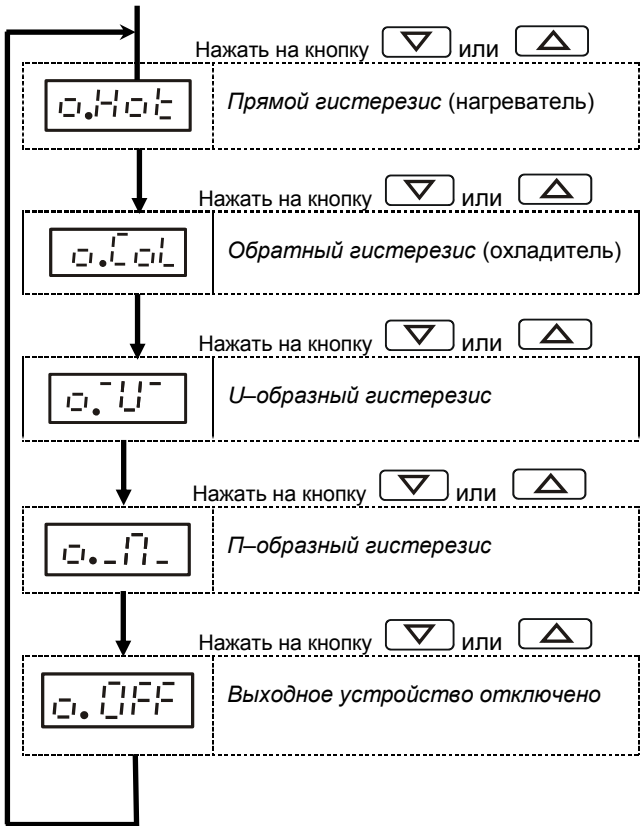 Нажать на кнопку или
o.Hot
Прямой гистерезис (нагреватель)
Нажать на кнопку или
o.CoL
Обратный гистерезис (охладитель)
Нажать на кнопку или
o.¯U¯
U–образный гистерезис
Нажать на кнопку или
o._П_
П–образный гистерезис
Нажать на кнопку или
o.OFF
Выходное устройство отключено